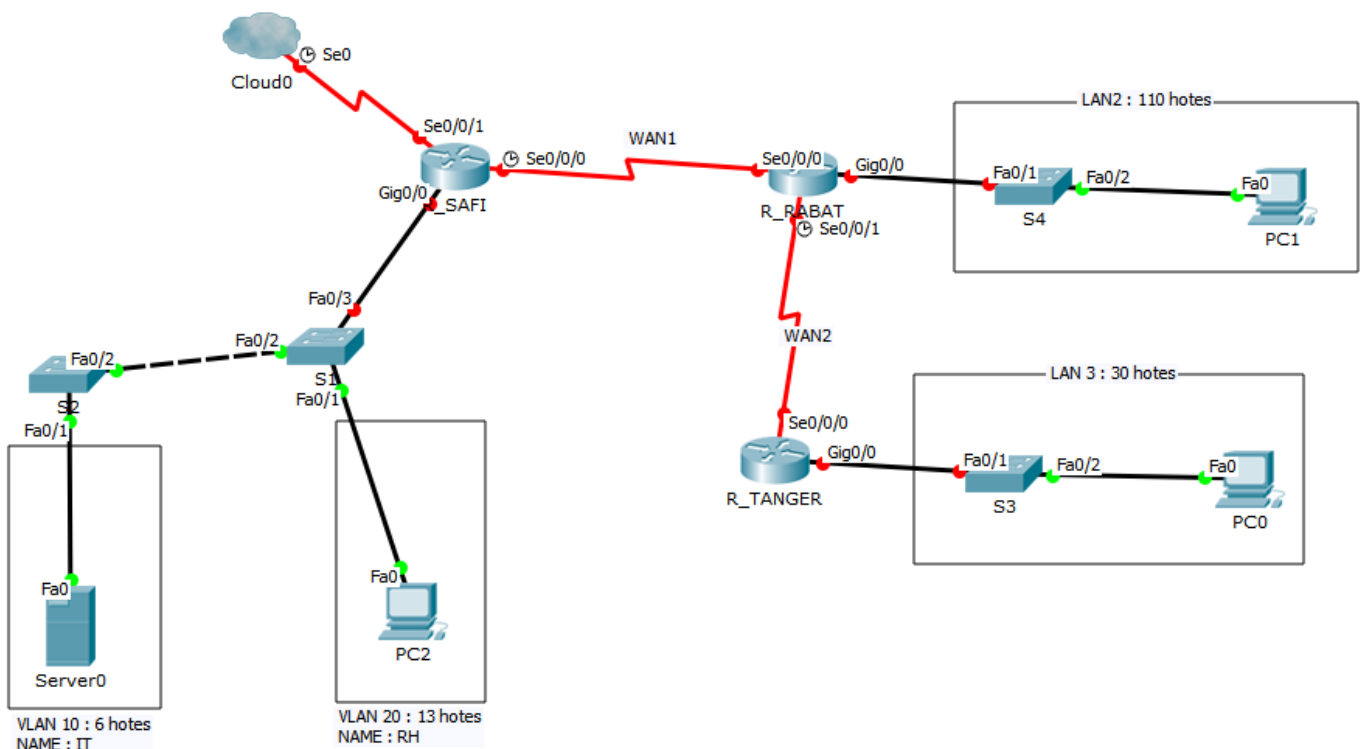 Se0
Cloud0
Se0/0/1
Se0/0/0
WAN1
Gig0/0
R_SAFI
Se0/0/0
Gig0/0
R_RABAT
Se0/0/1
LAN2 : 110 hotes
Fa0/1
Fa0/2
Fa0
S4
PC1
Fa0/3
Fa0/2
Fa0/2
S1
Fa0/1
S2
Fa0/1
WAN2
Se0/0/0
Gig0/0
R_TANGER
LAN 3 : 30 hotes
Fa0/1
Fa0/2
Fa0
S3
PC0
Fa0
Server0
Fa0
PC2
VLAN 10 : 6 hotes
NAME : IT
VLAN 20 : 13 hotes
NAME : RH